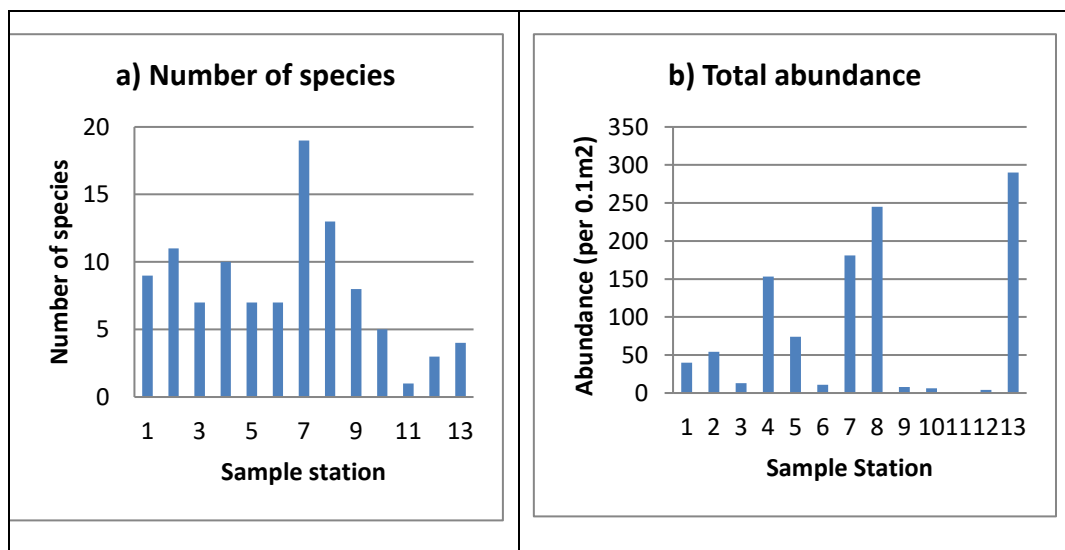 a) Number of species
20
15
10
5
0
Number of species
1 3 5 7 9 11 13
Sample station
b) Total abundance
350
300
250
200
150
100
50
0
Abundance (per 0.1m2)
1 2 3 4 5 6 7 8 9 10 11 12 13
Sample Station